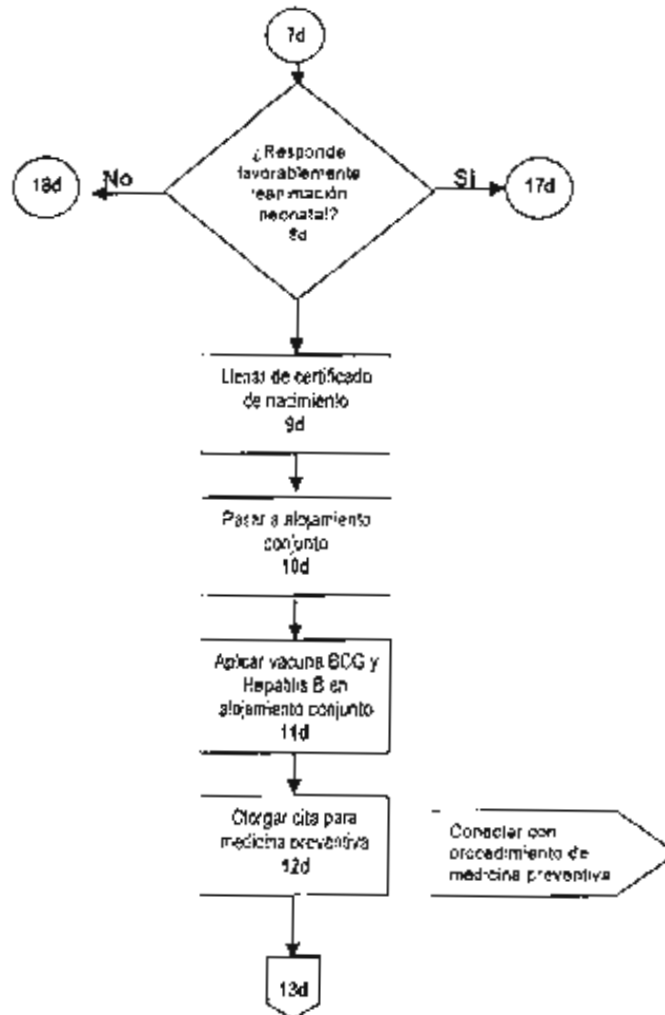 7d
¿Responde
favorablemente
reanimación
neonatal?
8d
No
Si
18d
17d
Llenar de certificado
de nacimiento
9d
Pasar a alojamiento
conjunto
10d
Aplicar vacuna BCG y
Hepatitis B en
alojamiento conjunto
11d
Otorgar cita para
medicina preventiva
12d
Conectar con
procedimiento de
medicina preventiva
13d